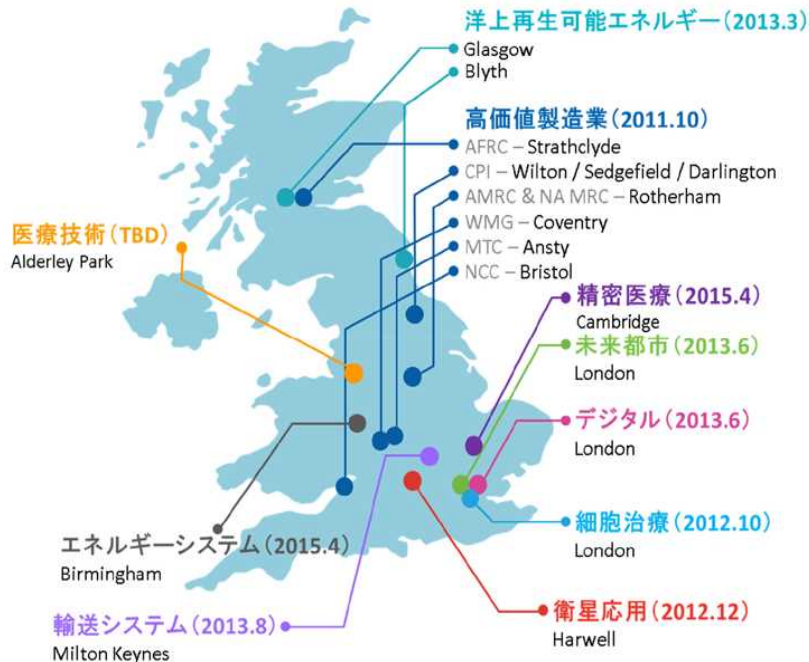 洋上再生可能エネルギー(2013.3)
Glasgow
Blyth
高価値製造業(2011.10)
AFRC – Strathclyde
CPI – Wilton / Sedgefield / Darlington
AMRC & NA MRC – Rotherham
WMG – Coventry
MTC – Ansty
NCC – Bristol
医療技術(TBD)
Alderley Park
精密医療(2015.4)
Cambridge
未来都市(2013.6)
London
デジタル(2013.6)
London
細胞治療(2012.10)
London
エネルギーシステム(2015.4)
Birmingham
衛星応用(2012.12)
Harwell
輸送システム(2013.8)
Milton Keynes